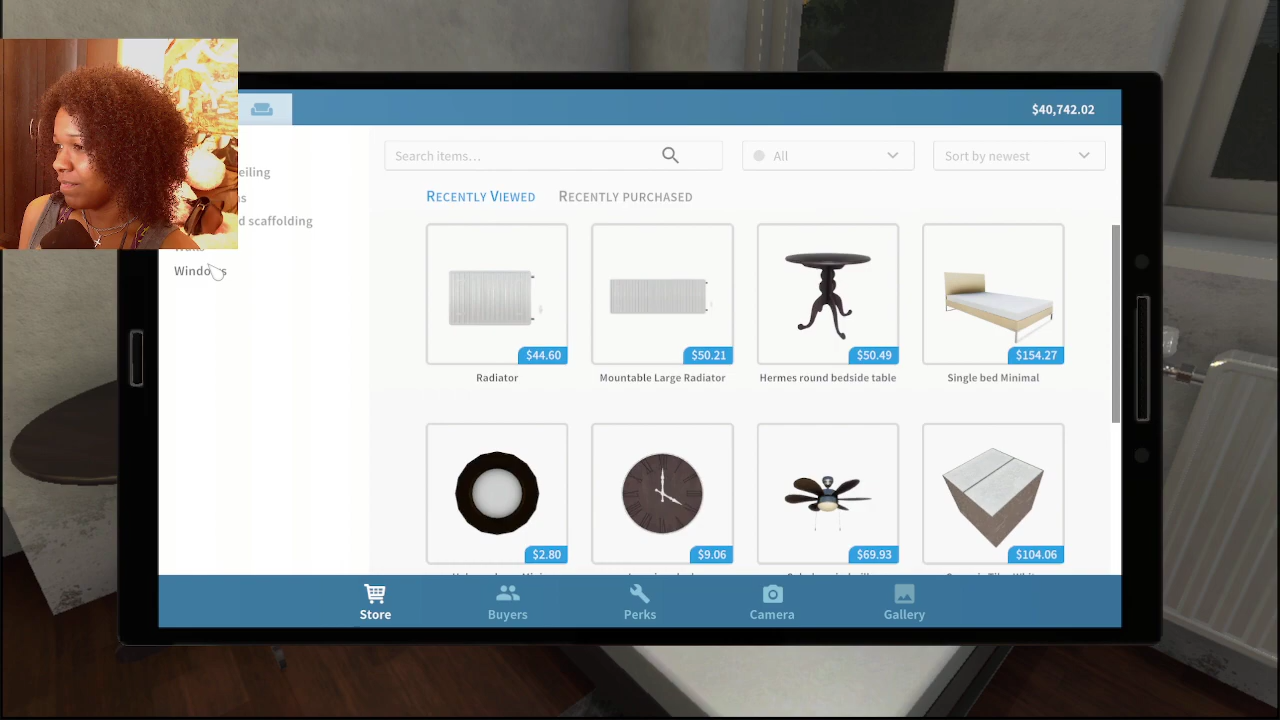 $40,742.02
Search items...
All
Sort by newest
eiling
ns
d scaffolding
Windows
RECENTLY VIEWED
RECENTLY PURCHASED
$44.60
$50.21
$50.49
$154.27
Radiator
Mountable Large Radiator
Hermes round bedside table
Single bed Minimal
$2.80
$9.06
$69.93
$104.06
Store
Buyers
Perks
Camera
Gallery